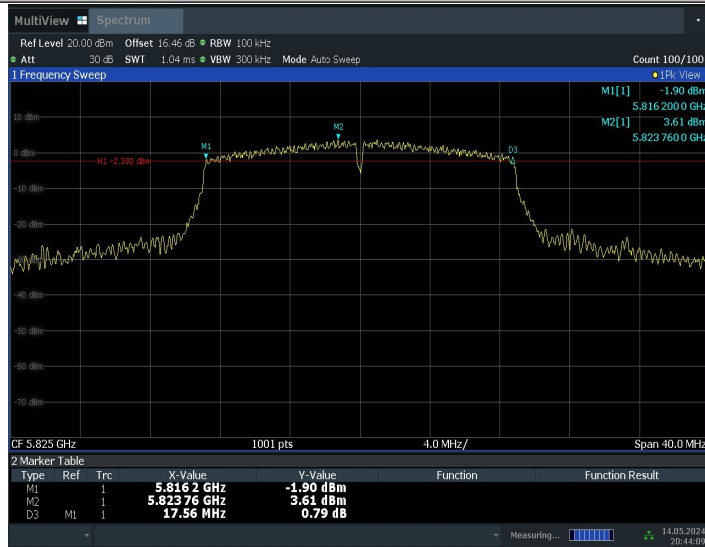 MultiView Spectrum
Ref Level 20.00 dBm Offset 16.46 dB RBW 100 kHz
Att 30 dB SWT 1.04 ms VBW 300 kHz Mode Auto Sweep Count 100/100
1 Frequency Sweep 1Pk View
M1[1] -1.90 dBm
5.816 200 0 GHz
M2[1] 3.61 dBm
5.823 760 0 GHz
10 dBm
M2
M1
D3
0 dBm
H1 -2.390 dBm
-10 dBm
-20 dBm
-40 dBm
-50 dBm
-60 dBm
-70 dBm
CF 5.825 GHz 1001 pts 4.0 MHz/ Span 40.0 MHz
2 Marker Table
Type Ref Trc X-Value Y-Value Function Function Result
M1 1 5.816 2 GHz -1.90 dBm
M2 1 5.823 76 GHz 3.61 dBm
D3 M1 1 17.56 MHz 0.79 dB
Measuring... 14.05.2024
20:44:09